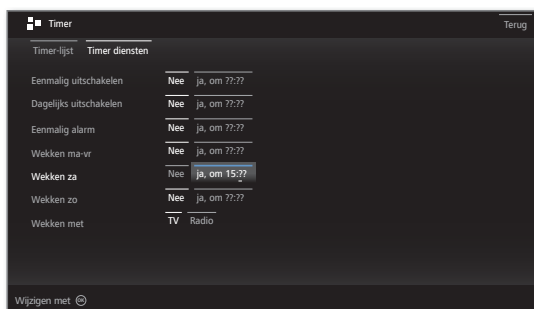 Timer Terug
Timer-lijst Timer diensten
Eenmalig uitschakelen Nee ja, om ??:??
Dagelijks uitschakelen Nee ja, om ??:??
Eenmalig alarm Nee ja, om ??:??
Wekken ma-vr Nee ja, om ??:??
Wekken za Nee ja, om 15:??
Wekken zo Nee ja, om ??:??
Wekken met TV Radio
Wijzigen met OK